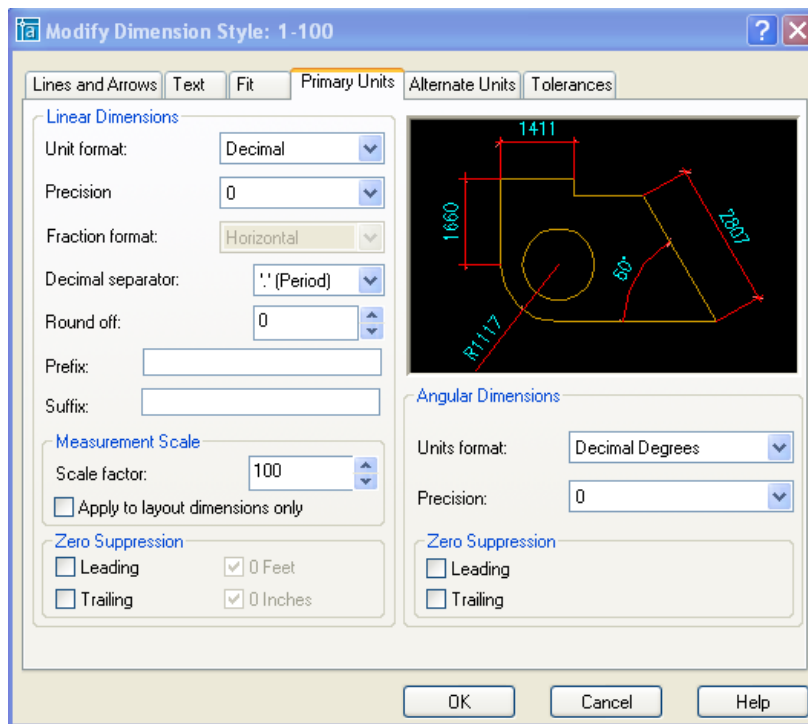 Modify Dimension Style: 1-100
Lines and Arrows Text Fit Primary Units Alternate Units Tolerances
Linear Dimensions
Unit format: Decimal
Precision 0
Fraction format: Horizontal
Decimal separator: '.' (Period)
Round off: 0
Prefix:
Suffix:
Measurement Scale
Scale factor: 100
Apply to layout dimensions only
Zero Suppression
Leading 0 Feet
Trailing 0 Inches
1411
1660
2807
60°
R1117
Angular Dimensions
Units format: Decimal Degrees
Precision: 0
Zero Suppression
Leading
Trailing
OK Cancel Help